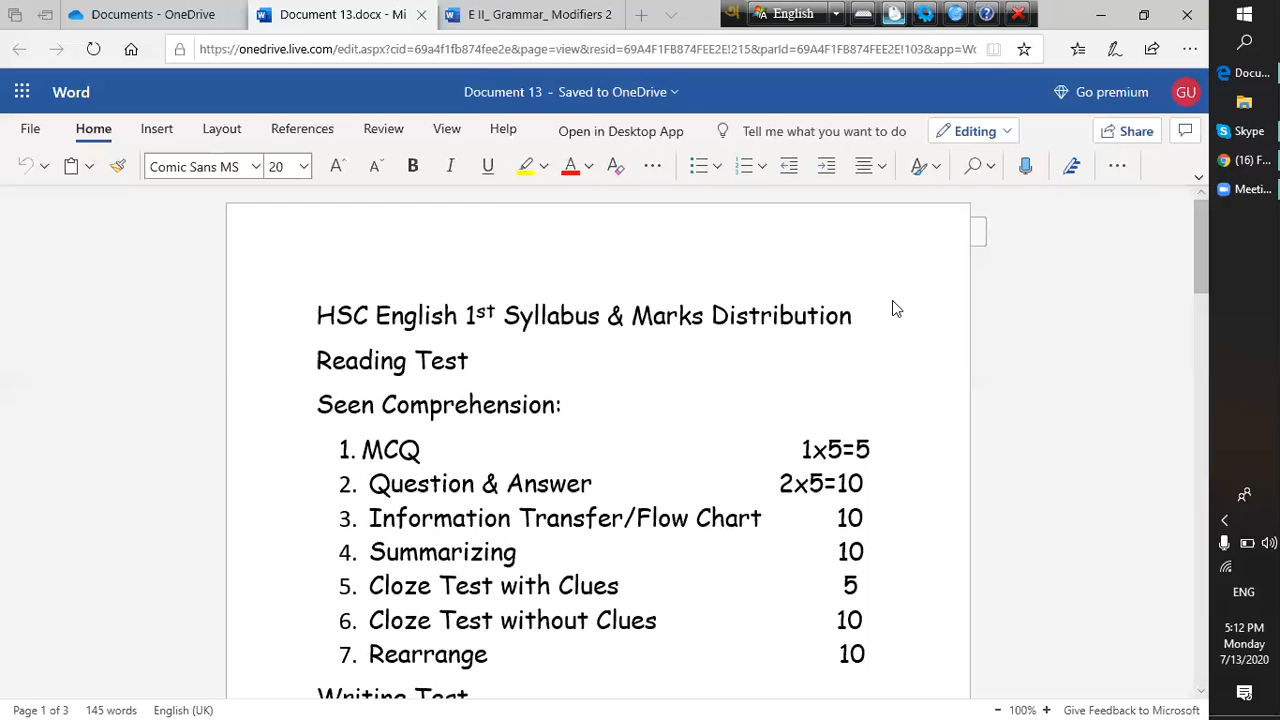 Documents - OneDrive
Document 13.docx - Mi
E II_ Grammar_ Modifiers 2
English
https://onedrive.live.com/edit.aspx?cid=69a4f1fb874fee2e&page=view&resid=69A4F1FB874FEE2E!215&parId=69A4F1FB874FEE2E!103&app=Wo
Word
Document 13 - Saved to OneDrive
Go premium
GU
File
Home
Insert
Layout
References
Review
View
Help
Open in Desktop App
Tell me what you want to do
Editing
Share
Comic Sans MS
20
HSC English 1st Syllabus & Marks Distribution
Reading Test
Seen Comprehension:
1. MCQ 1x5=5
2. Question & Answer 2x5=10
3. Information Transfer/Flow Chart 10
4. Summarizing 10
5. Cloze Test with Clues 5
6. Cloze Test without Clues 10
7. Rearrange 10
Writing Test
Page 1 of 3
145 words
English (UK)
100%
Give Feedback to Microsoft
Docu...
Skype
(16) F...
Meeti...
ENG
5:12 PM
Monday
7/13/2020